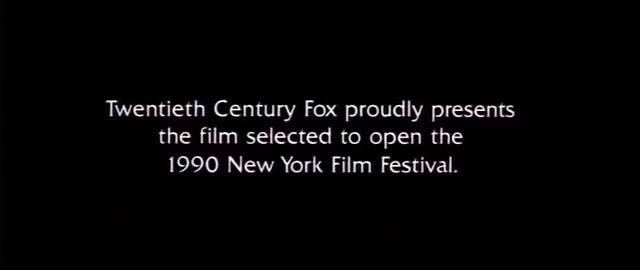 Twentieth Century Fox proudly presents
the film selected to open the
1990 New York Film Festival.